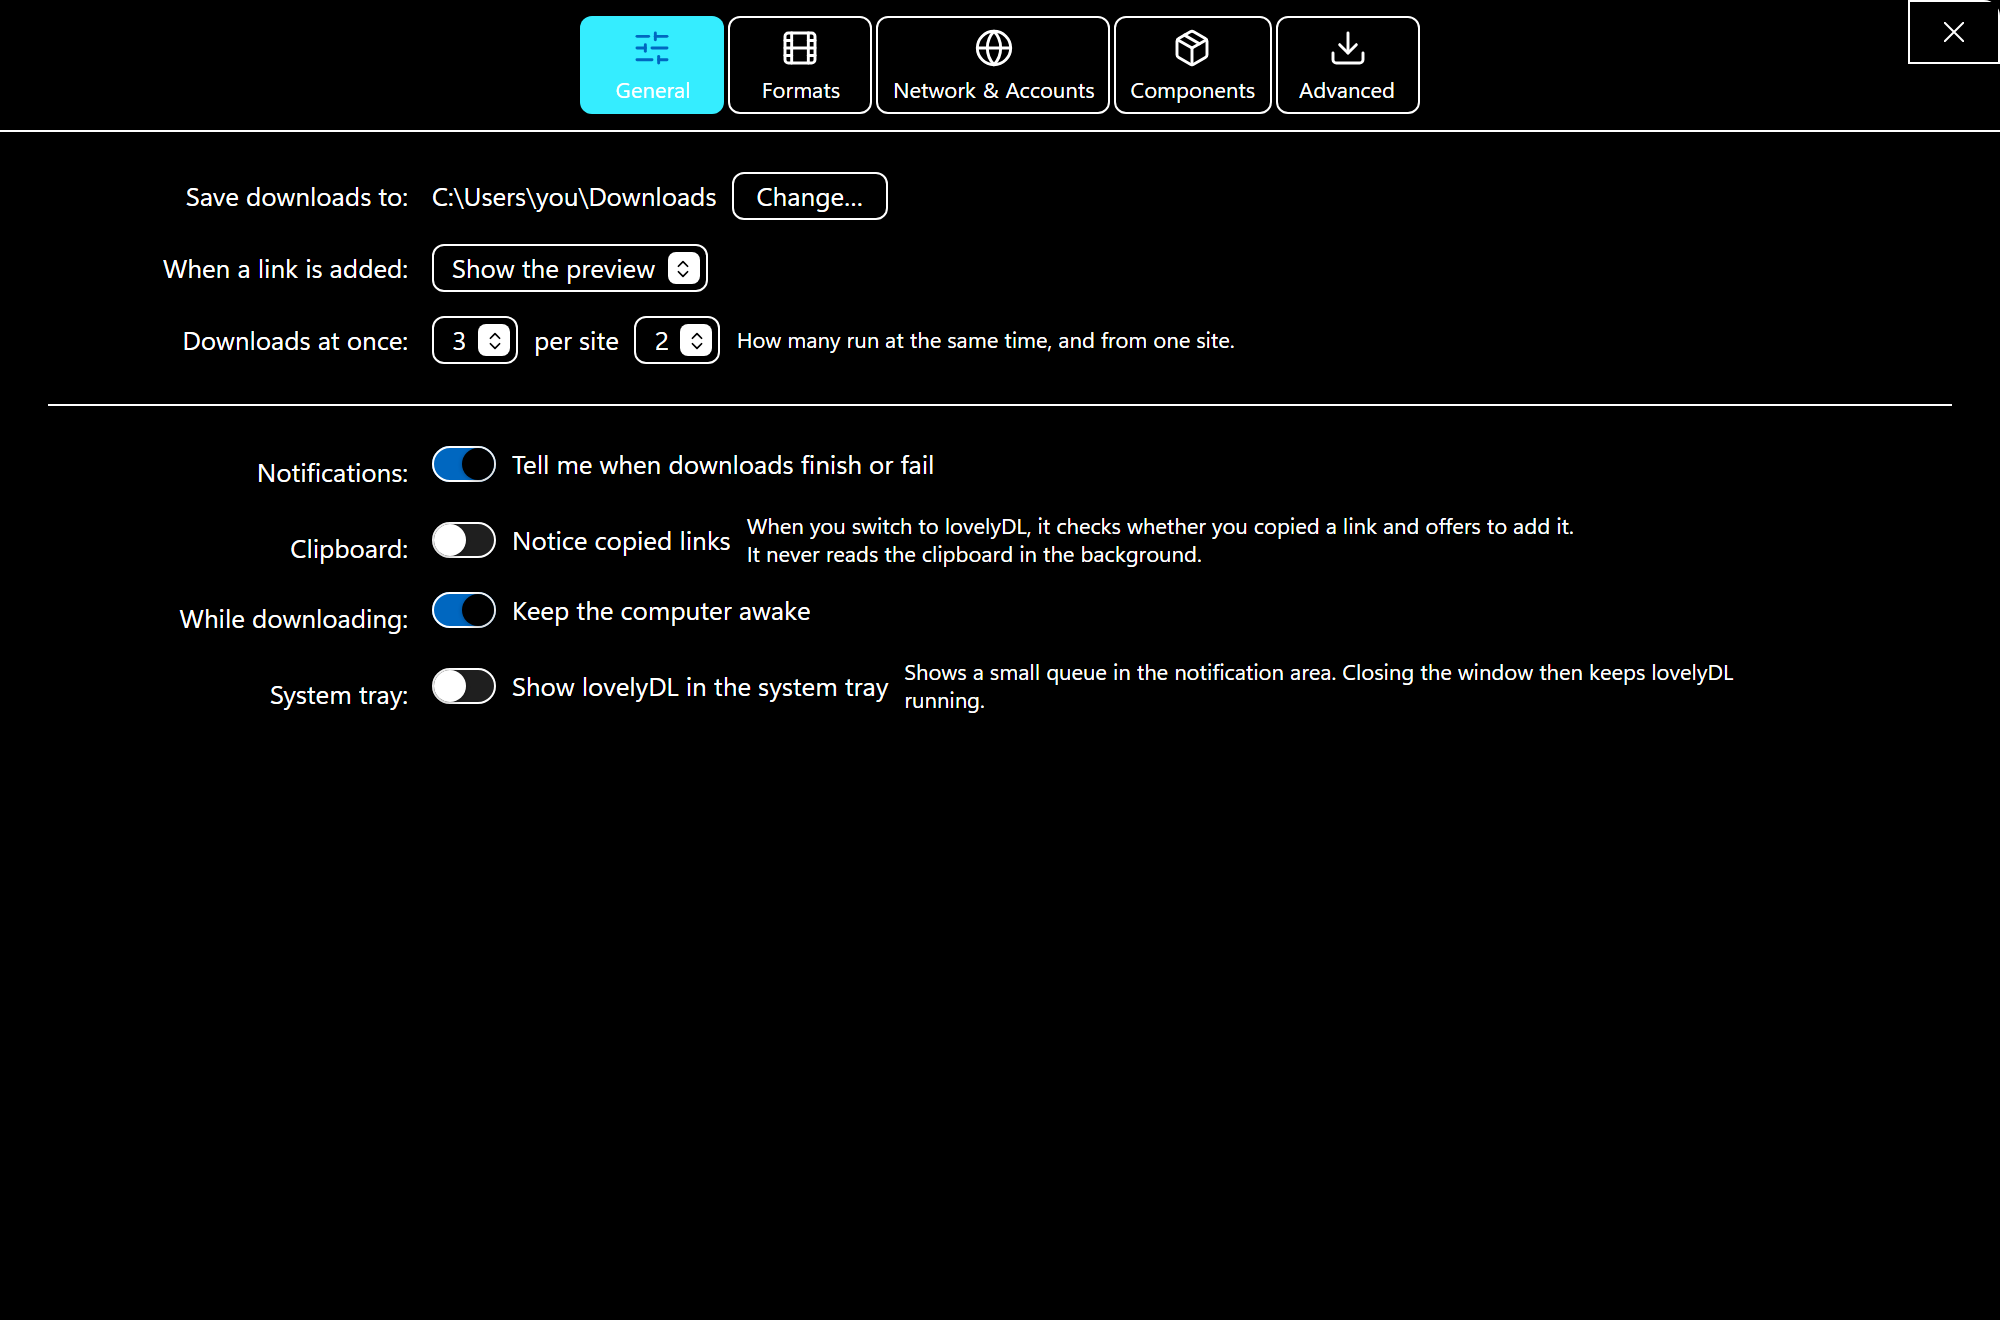 General
Formats
Network & Accounts
Components
Advanced
Save downloads to: C:\Users\you\Downloads Change...
When a link is added: Show the preview
Downloads at once: 3 per site 2 How many run at the same time, and from one site.
Notifications: Tell me when downloads finish or fail
Clipboard: Notice copied links
When you switch to lovelyDL, it checks whether you copied a link and offers to add it.
It never reads the clipboard in the background.
While downloading: Keep the computer awake
System tray: Show lovelyDL in the system tray
Shows a small queue in the notification area. Closing the window then keeps lovelyDL
running.